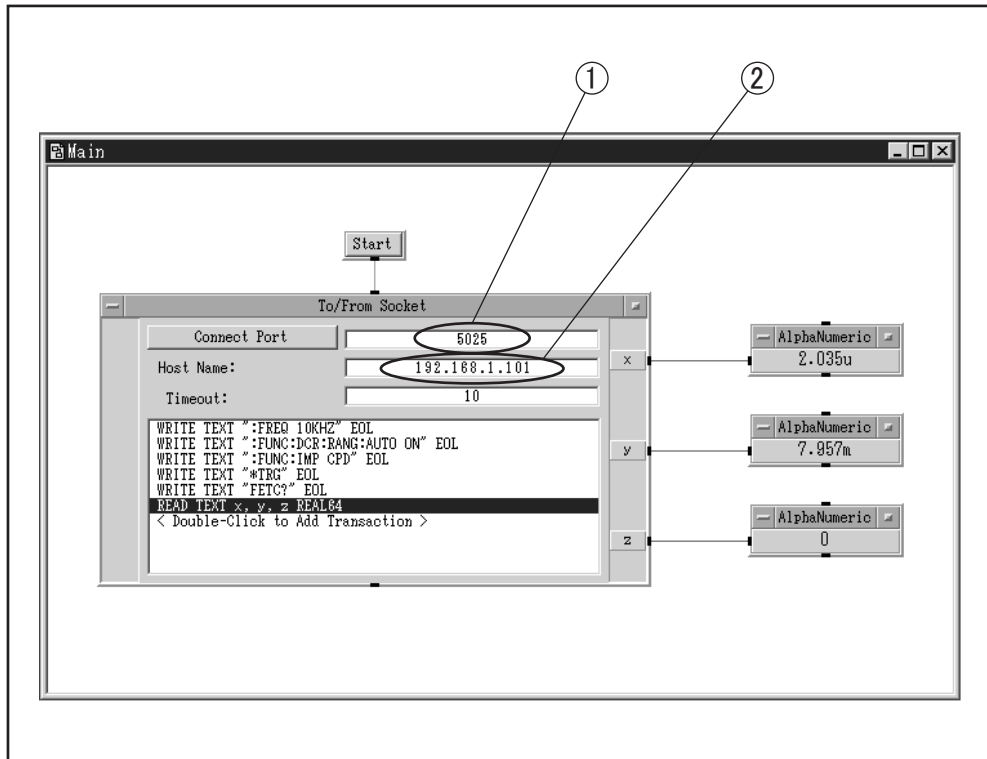 ① ②
Main
Start
To/From Socket
Connect Port 5025
Host Name: 192.168.1.101
Timeout: 10
WRITE TEXT ":FREQ 10KHZ" EOL
WRITE TEXT ":FUNC:DCR:RANG:AUTO ON" EOL
WRITE TEXT ":FUNC:IMP CPD" EOL
WRITE TEXT "*TRG" EOL
WRITE TEXT "FETC?" EOL
READ TEXT x, y, z REAL64
< Double-Click to Add Transaction >
x
y
z
AlphaNumeric
2.035u
AlphaNumeric
7.957m
AlphaNumeric
0